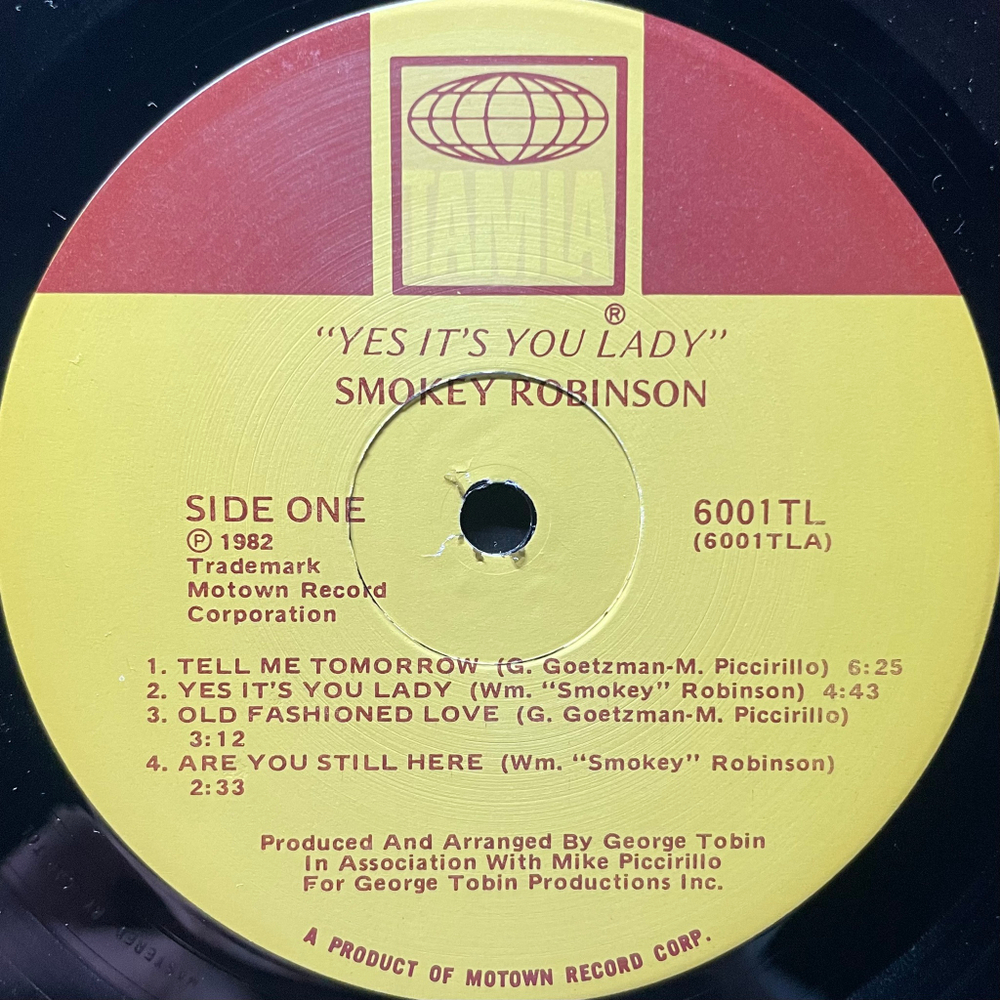 TAMLA
®
“YES IT'S YOU LADY”
SMOKEY ROBINSON
SIDE ONE
Ⓟ 1982
Trademark
Motown Record
Corporation
6001TL
(6001TLA)
1. TELL ME TOMORROW (G. Goetzman-M. Piccirillo) 6:25
2. YES IT'S YOU LADY (Wm. “Smokey” Robinson) 4:43
3. OLD FASHIONED LOVE (G. Goetzman-M. Piccirillo)
3:12
4. ARE YOU STILL HERE (Wm. “Smokey” Robinson)
2:33
Produced And Arranged By George Tobin
In Association With Mike Piccirillo
For George Tobin Productions Inc.
A PRODUCT OF MOTOWN RECORD CORP.